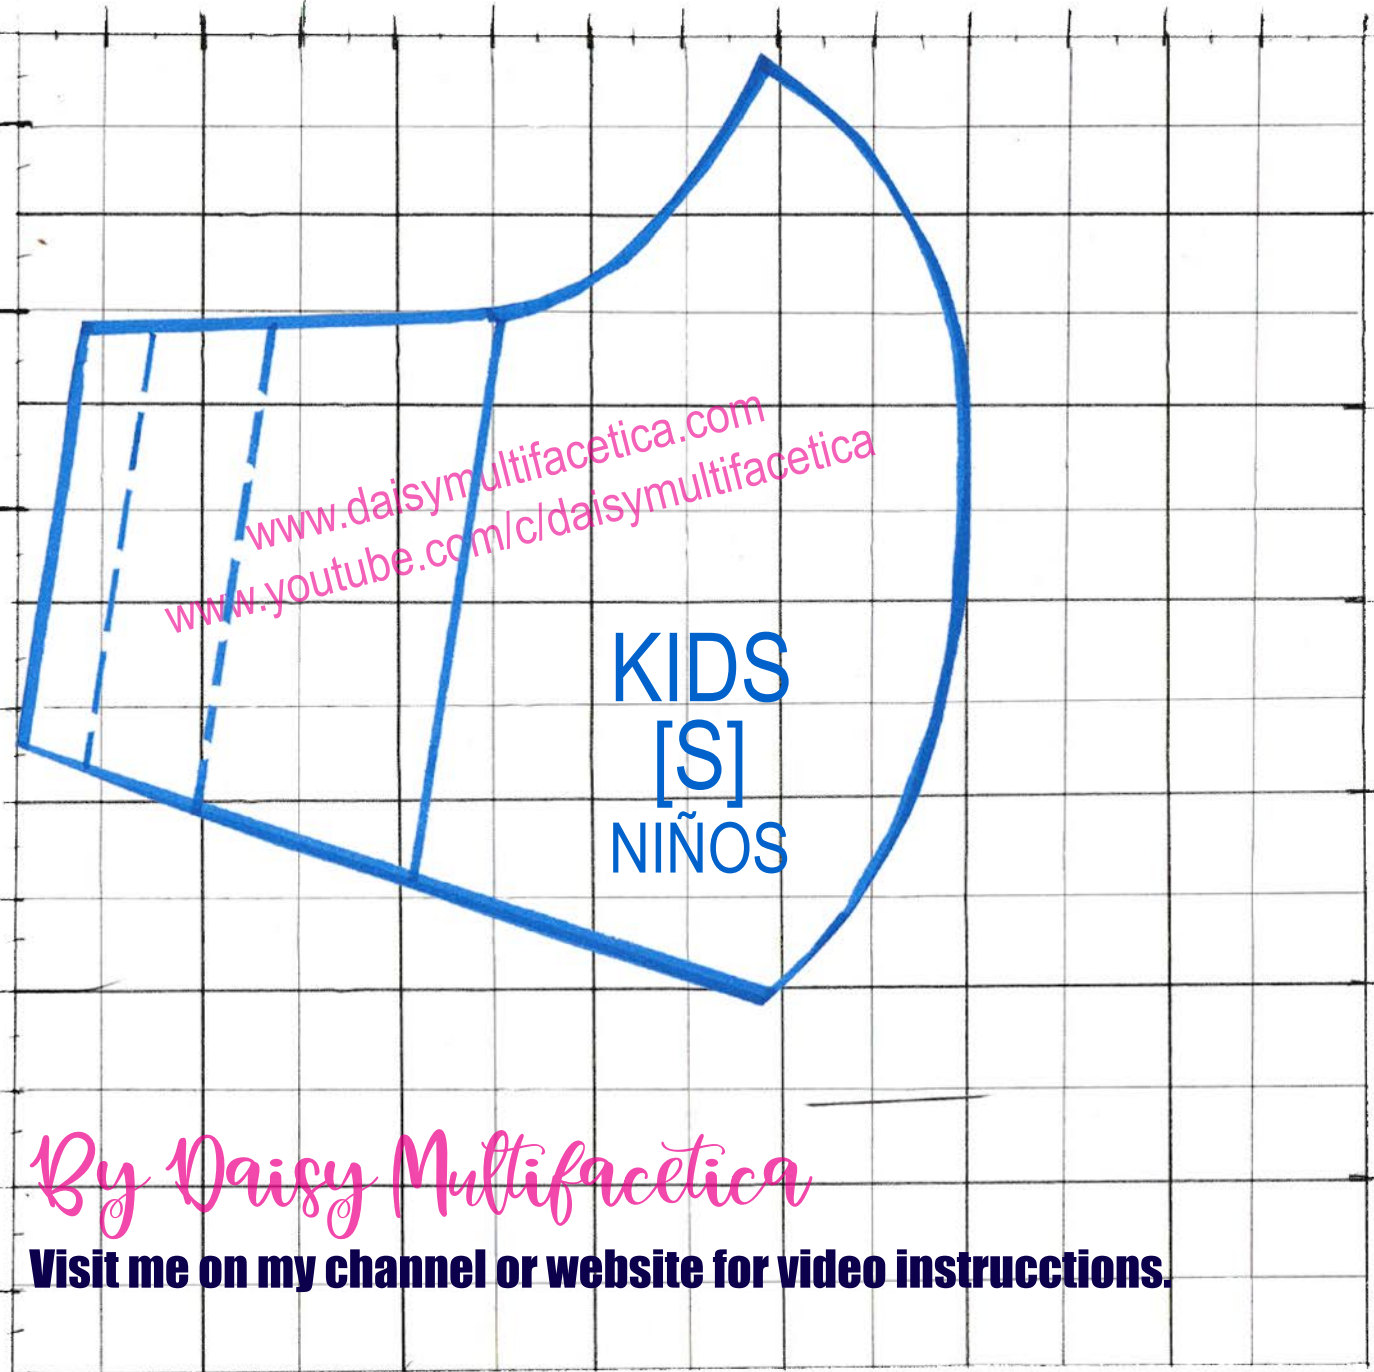 www.daisymultifacetica.com
www.youtube.com/c/daisymultifacetica
KIDS
[S]
NIÑOS
By Daisy Multifacetica
Visit me on my channel or website for video instrucctions.